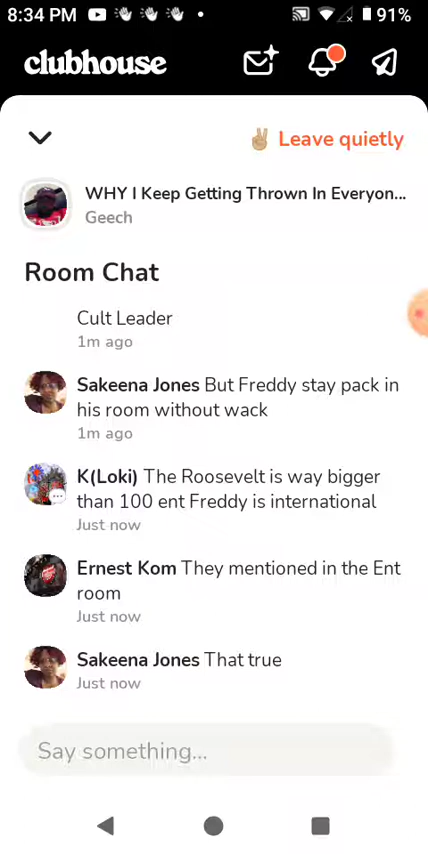 8:34 PM
91%
clubhouse
✌🏽 Leave quietly
WHY I Keep Getting Thrown In Everyon...
Geech
Room Chat
Cult Leader
1m ago
Sakeena Jones But Freddy stay pack in
his room without wack
1m ago
K(Loki) The Roosevelt is way bigger
than 100 ent Freddy is international
Just now
Ernest Kom They mentioned in the Ent
room
Just now
Sakeena Jones That true
Just now
Say something...